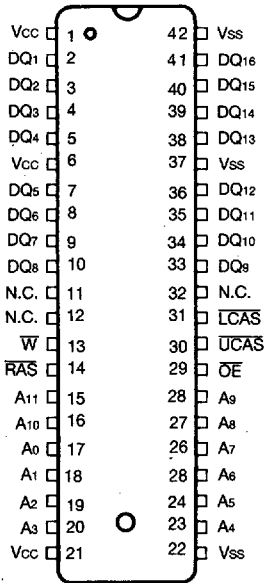 Vcc 1 42 Vss
DQ1 2 41 DQ16
DQ2 3 40 DQ15
DQ3 4 39 DQ14
DQ4 5 38 DQ13
Vcc 6 37 Vss
DQ5 7 36 DQ12
DQ6 8 35 DQ11
DQ7 9 34 DQ10
DQ8 10 33 DQ9
N.C. 11 32 N.C.
N.C. 12 31 L̅C̅A̅S̅
W̅ 13 30 U̅C̅A̅S̅
R̅A̅S̅ 14 29 O̅E̅
A11 15 28 A9
A10 16 27 A8
A0 17 26 A7
A1 18 28 A6
A2 19 24 A5
A3 20 23 A4
Vcc 21 22 Vss